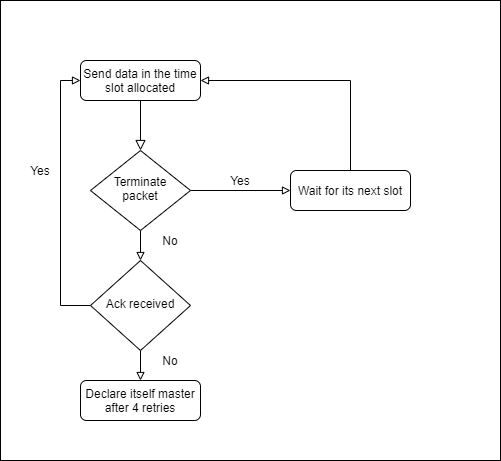 Send data in the time
slot allocated
Yes
Terminate
packet
Yes
Wait for its next slot
No
Ack received
No
Declare itself master
after 4 retries